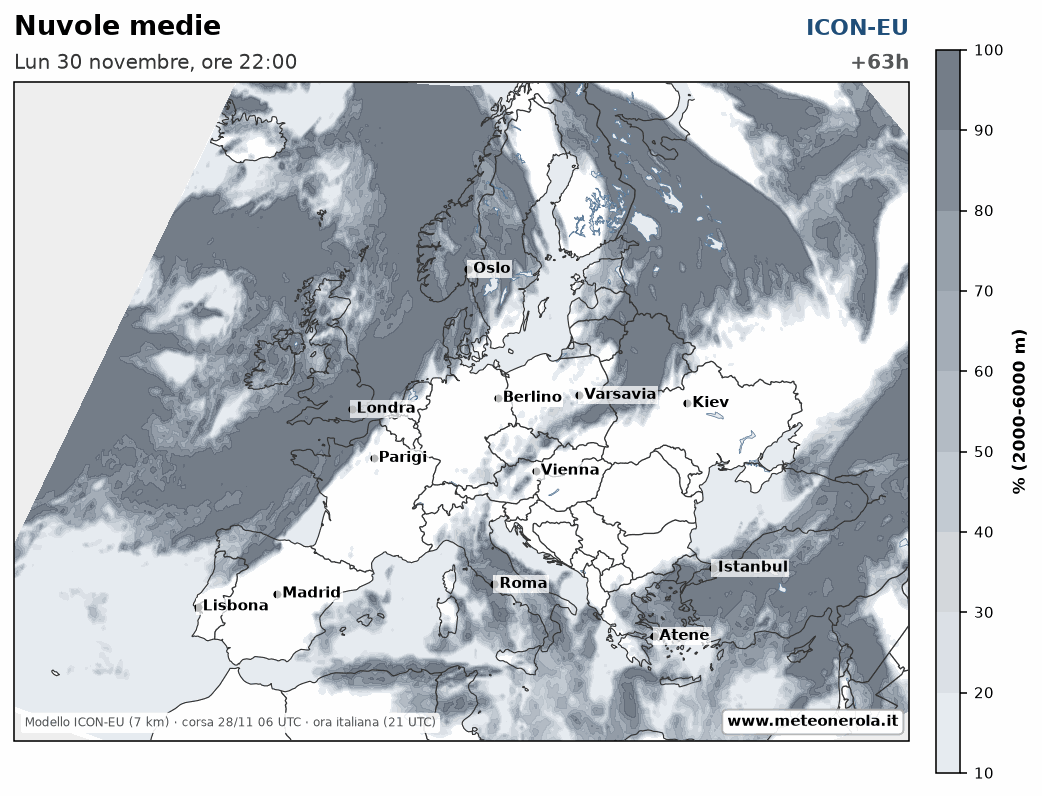 Nuvole medie
ICON-EU
Lun 30 novembre, ore 22:00
+63h
100
90
80
70
60
50
40
30
20
10
% (2000-6000 m)
Oslo
Berlino
Varsavia
Kiev
Londra
Parigi
Vienna
Istanbul
Roma
Madrid
Lisbona
Atene
Modello ICON-EU (7 km) · corsa 28/11 06 UTC · ora italiana (21 UTC)
www.meteonerola.it